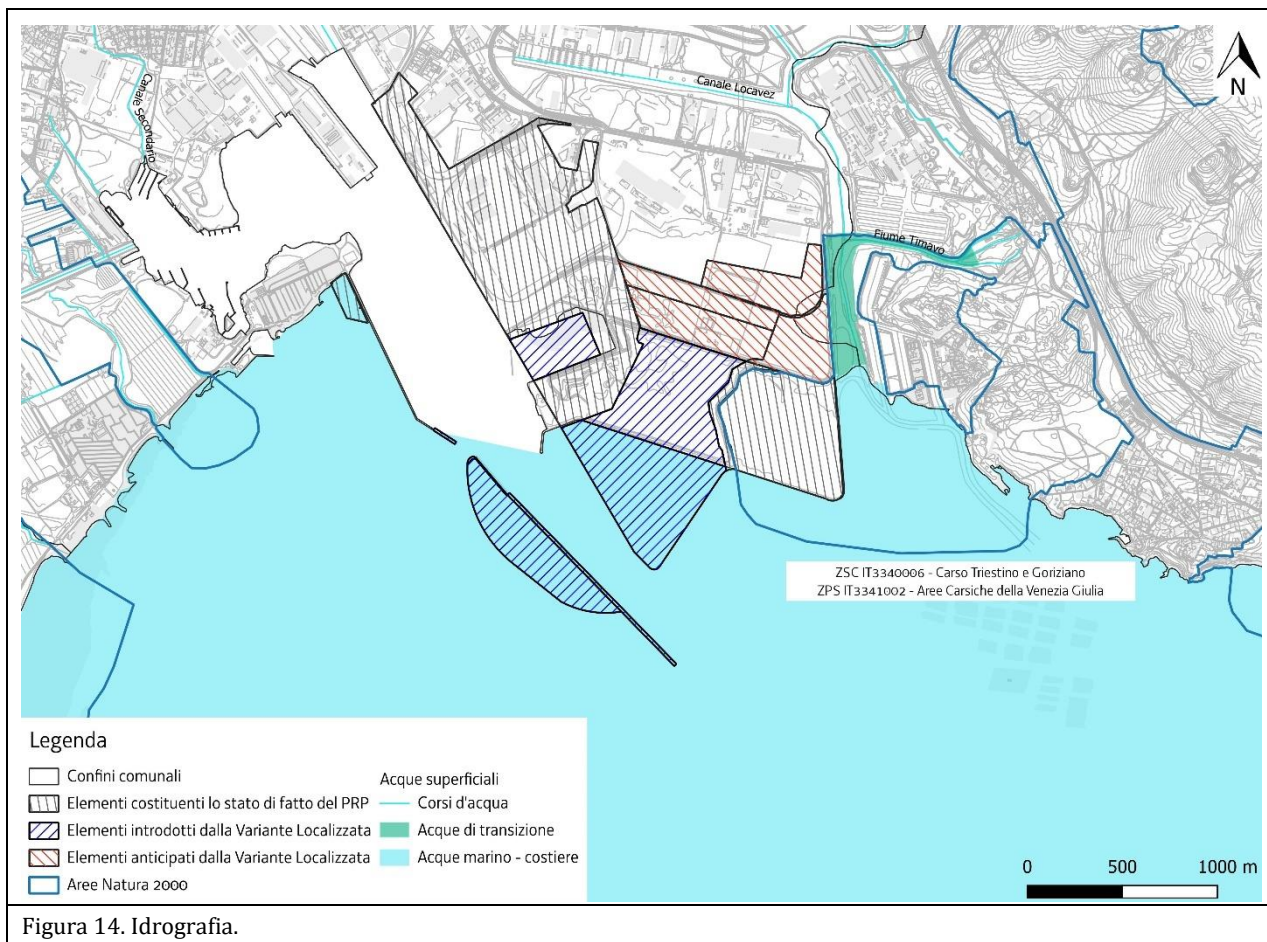 N
Canale Secondario
Canale Locavez
Fiume Timavo
ZSC IT3340006 - Carso Triestino e Goriziano
ZPS IT3341002 - Aree Carsiche della Venezia Giulia
Legenda
Confini comunali
Elementi costituenti lo stato di fatto del PRP
Elementi introdotti dalla Variante Localizzata
Elementi anticipati dalla Variante Localizzata
Aree Natura 2000
Acque superficiali
Corsi d'acqua
Acque di transizione
Acque marino - costiere
0 500 1000 m
Figura 14. Idrografia.